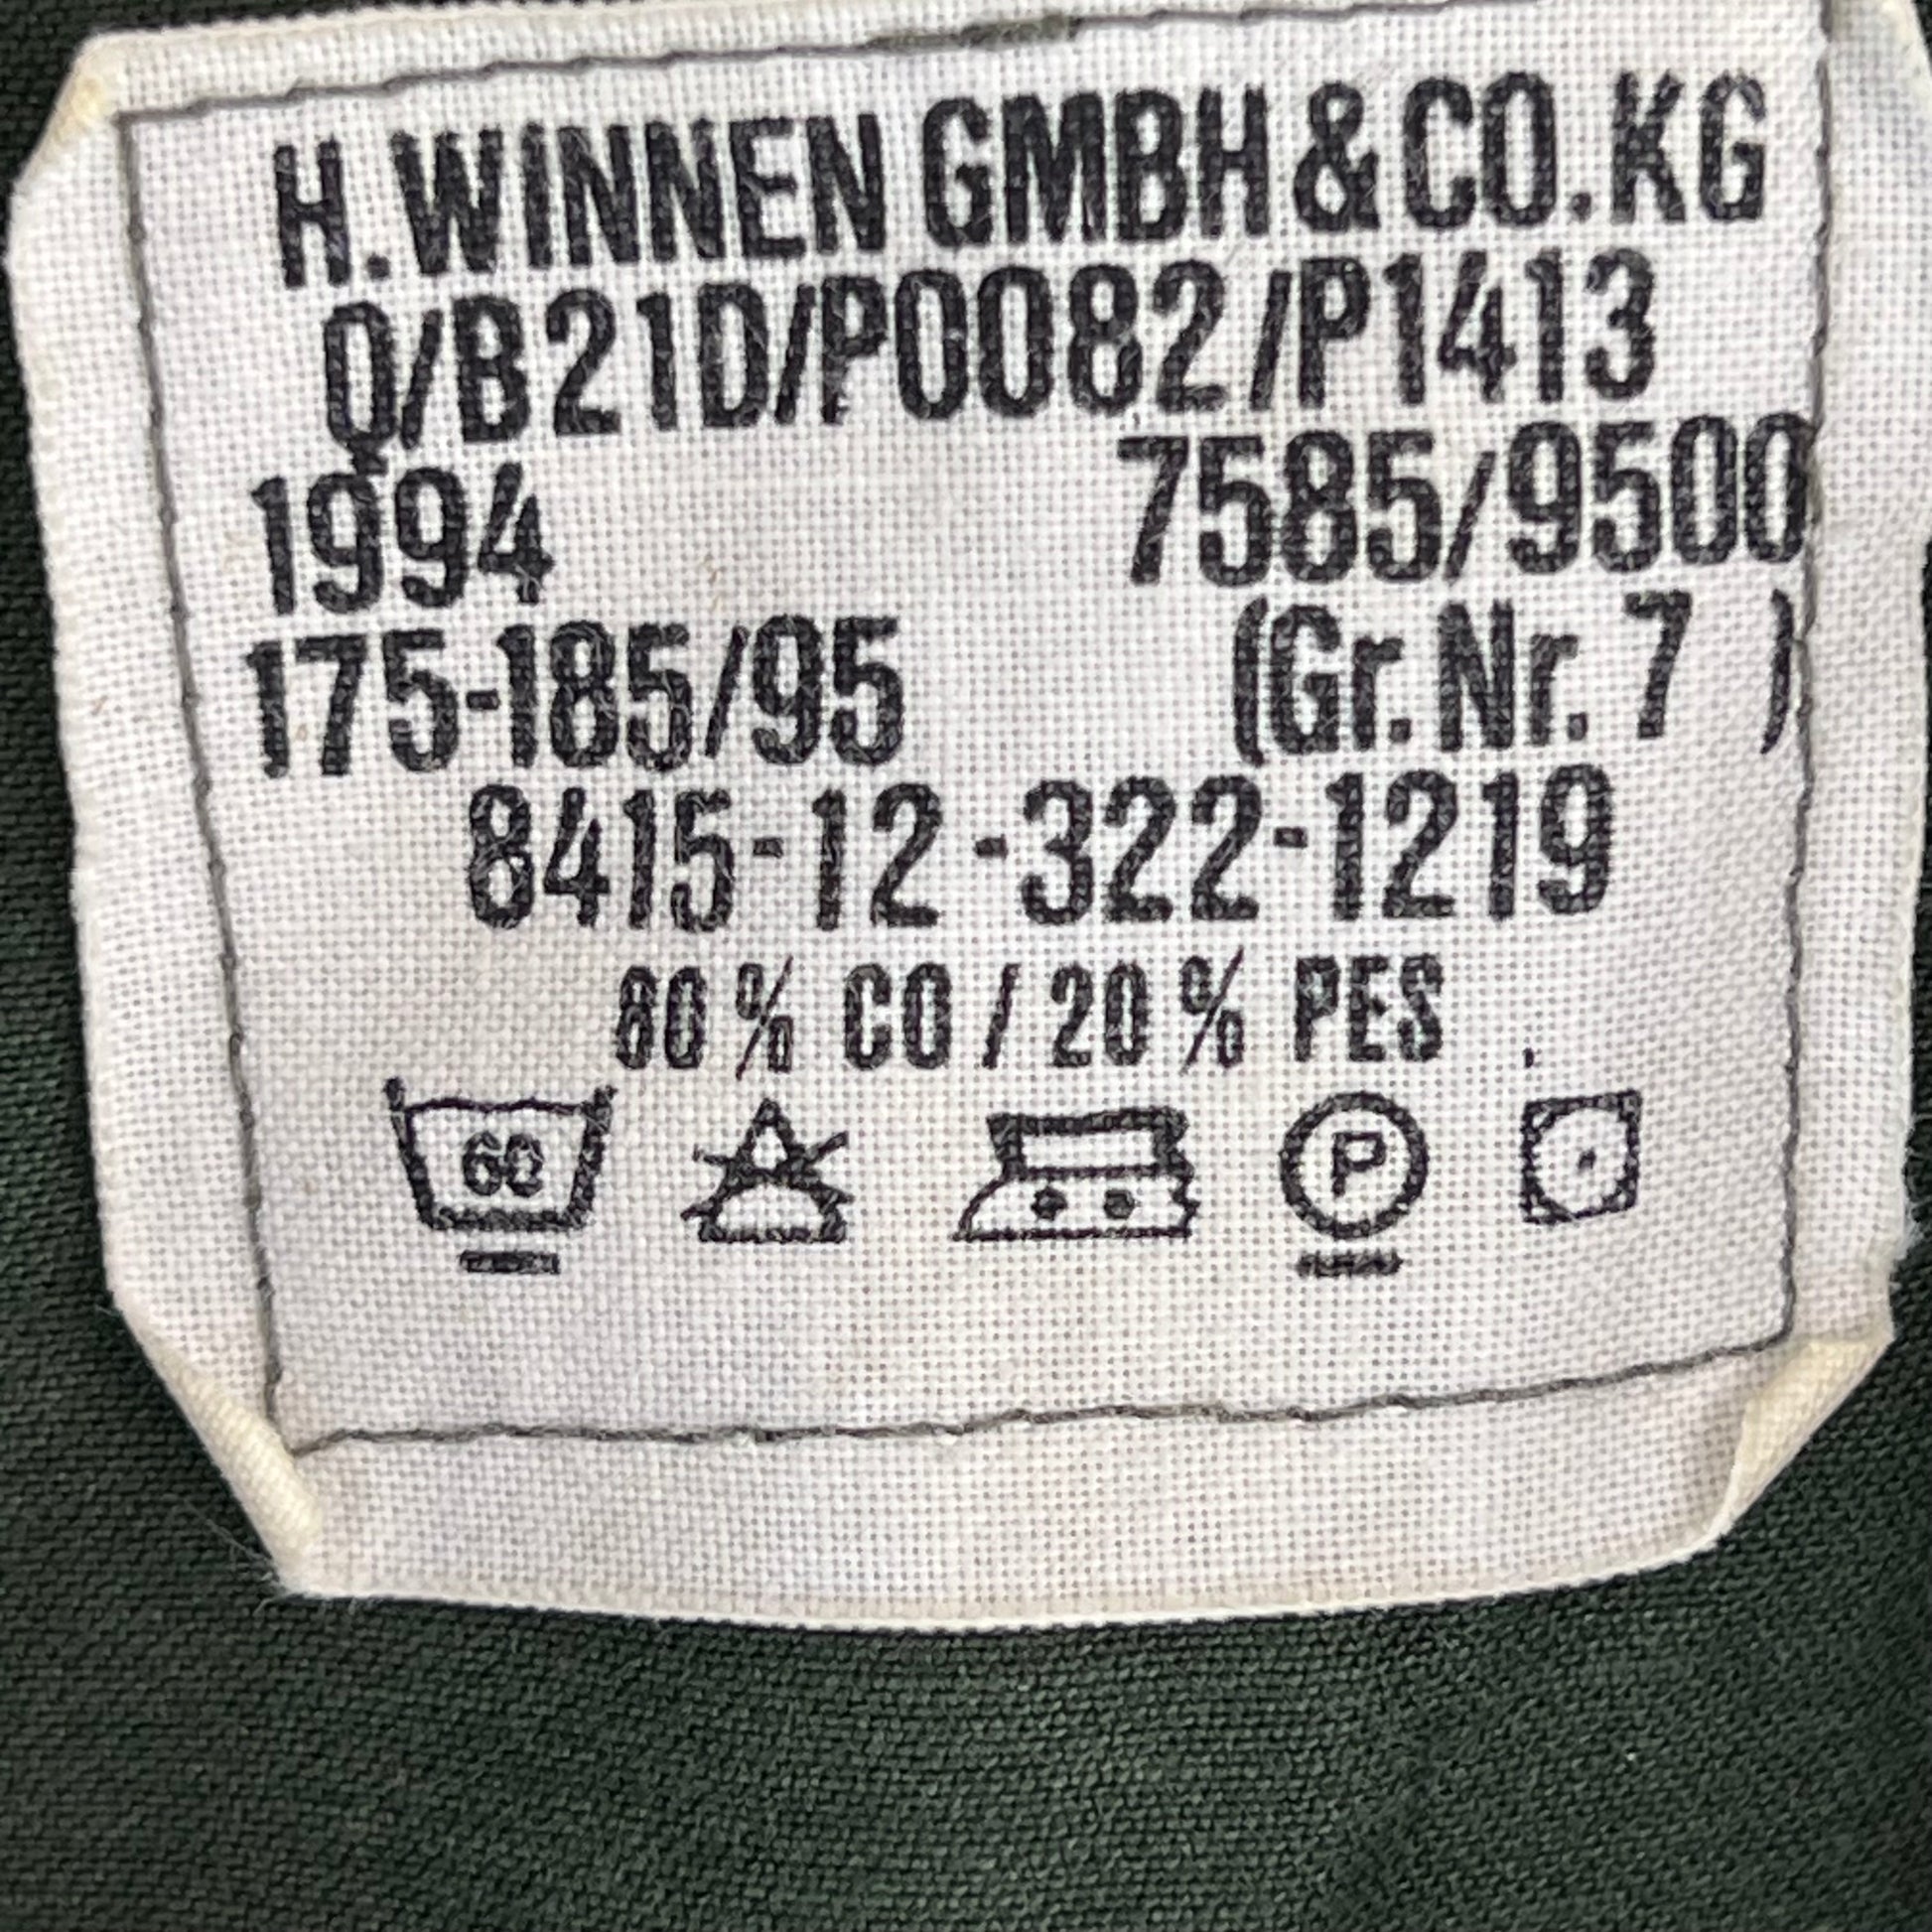 H.WINNEN GMBH & CO.KG
Q/B21D/P0082/P1413
1994 7585/9500
175-185/95 (Gr.Nr. 7 )
8415-12-322-1219
80 % CO / 20 % PES
60 P